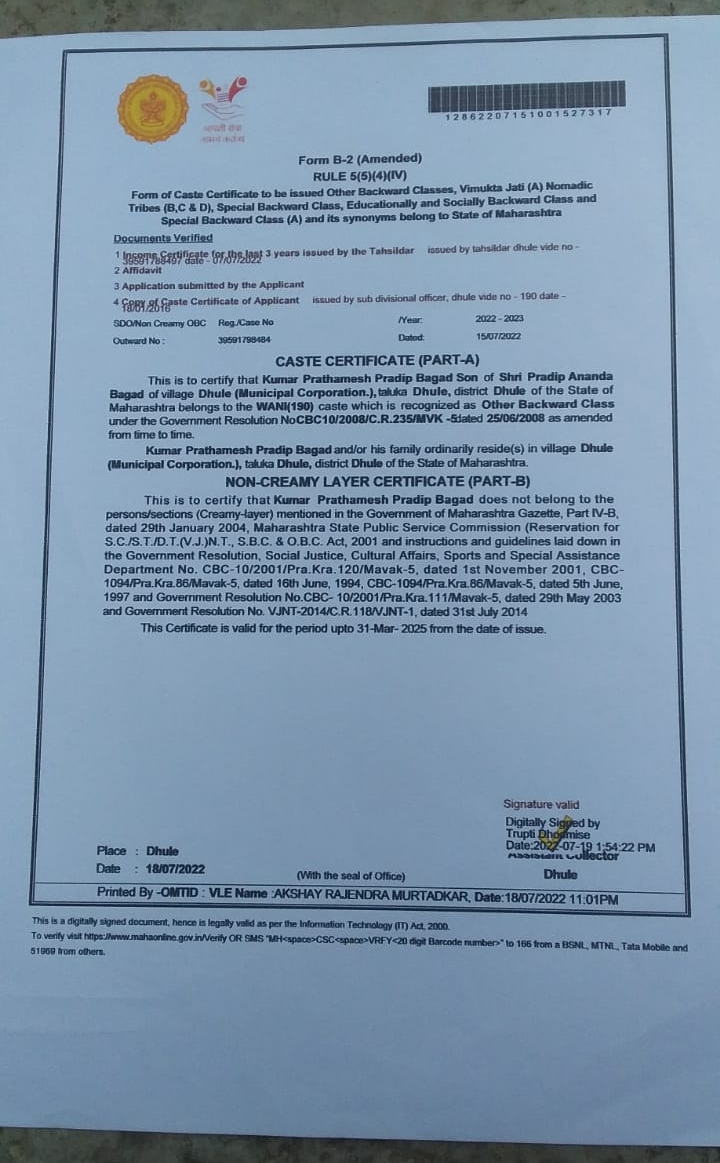 आपली सेवा
आमचे कर्तव्य
12862207151001527317
Form B-2 (Amended)
RULE 5(5)(4)(IV)
Form of Caste Certificate to be issued Other Backward Classes, Vimukta Jati (A) Nomadic
Tribes (B,C & D), Special Backward Class, Educationally and Socially Backward Class and
Special Backward Class (A) and its synonyms belong to State of Maharashtra
Documents Verified
1 Income Certificate for the last 3 years issued by the Tahsildar issued by tahsildar dhule vide no -
39591788497 date - 07/07/2022
2 Affidavit
3 Application submitted by the Applicant
4 Copy of Caste Certificate of Applicant issued by sub divisional officer, dhule vide no - 190 date -
18/01/2016
SDO/Non Creamy OBC Reg./Case No /Year: 2022 - 2023
Outward No : 39591798484 Dated: 15/07/2022
CASTE CERTIFICATE (PART-A)
This is to certify that Kumar Prathamesh Pradip Bagad Son of Shri Pradip Ananda
Bagad of village Dhule (Municipal Corporation.), taluka Dhule, district Dhule of the State of
Maharashtra belongs to the WANI(190) caste which is recognized as Other Backward Class
under the Government Resolution NoCBC10/2008/C.R.235/MVK -5dated 25/06/2008 as amended
from time to time.
Kumar Prathamesh Pradip Bagad and/or his family ordinarily reside(s) in village Dhule
(Municipal Corporation.), taluka Dhule, district Dhule of the State of Maharashtra.
NON-CREAMY LAYER CERTIFICATE (PART-B)
This is to certify that Kumar Prathamesh Pradip Bagad does not belong to the
persons/sections (Creamy-layer) mentioned in the Government of Maharashtra Gazette, Part IV-B,
dated 29th January 2004, Maharashtra State Public Service Commission (Reservation for
S.C./S.T./D.T.(V.J.)N.T., S.B.C. & O.B.C. Act, 2001 and instructions and guidelines laid down in
the Government Resolution, Social Justice, Cultural Affairs, Sports and Special Assistance
Department No. CBC-10/2001/Pra.Kra.120/Mavak-5, dated 1st November 2001, CBC-
1094/Pra.Kra.86/Mavak-5, dated 16th June, 1994, CBC-1094/Pra.Kra.86/Mavak-5, dated 5th June,
1997 and Government Resolution No.CBC- 10/2001/Pra.Kra.111/Mavak-5, dated 29th May 2003
and Government Resolution No. VJNT-2014/C.R.118/VJNT-1, dated 31st July 2014
This Certificate is valid for the period upto 31-Mar- 2025 from the date of issue.
Signature valid
Digitally Signed by
Trupti Dhodmise
Date:2022-07-19 1:54:22 PM
Assistant Collector
Dhule
Place : Dhule
Date : 18/07/2022
(With the seal of Office)
Printed By -OMTID : VLE Name :AKSHAY RAJENDRA MURTADKAR, Date:18/07/2022 11:01PM
This is a digitally signed document, hence is legally valid as per the Information Technology (IT) Act, 2000.
To verify visit https://www.mahaonline.gov.in/Verify OR SMS "MH<space>CSC<space>VRFY<20 digit Barcode number>" to 166 from a BSNL, MTNL, Tata Mobile and
51969 from others.